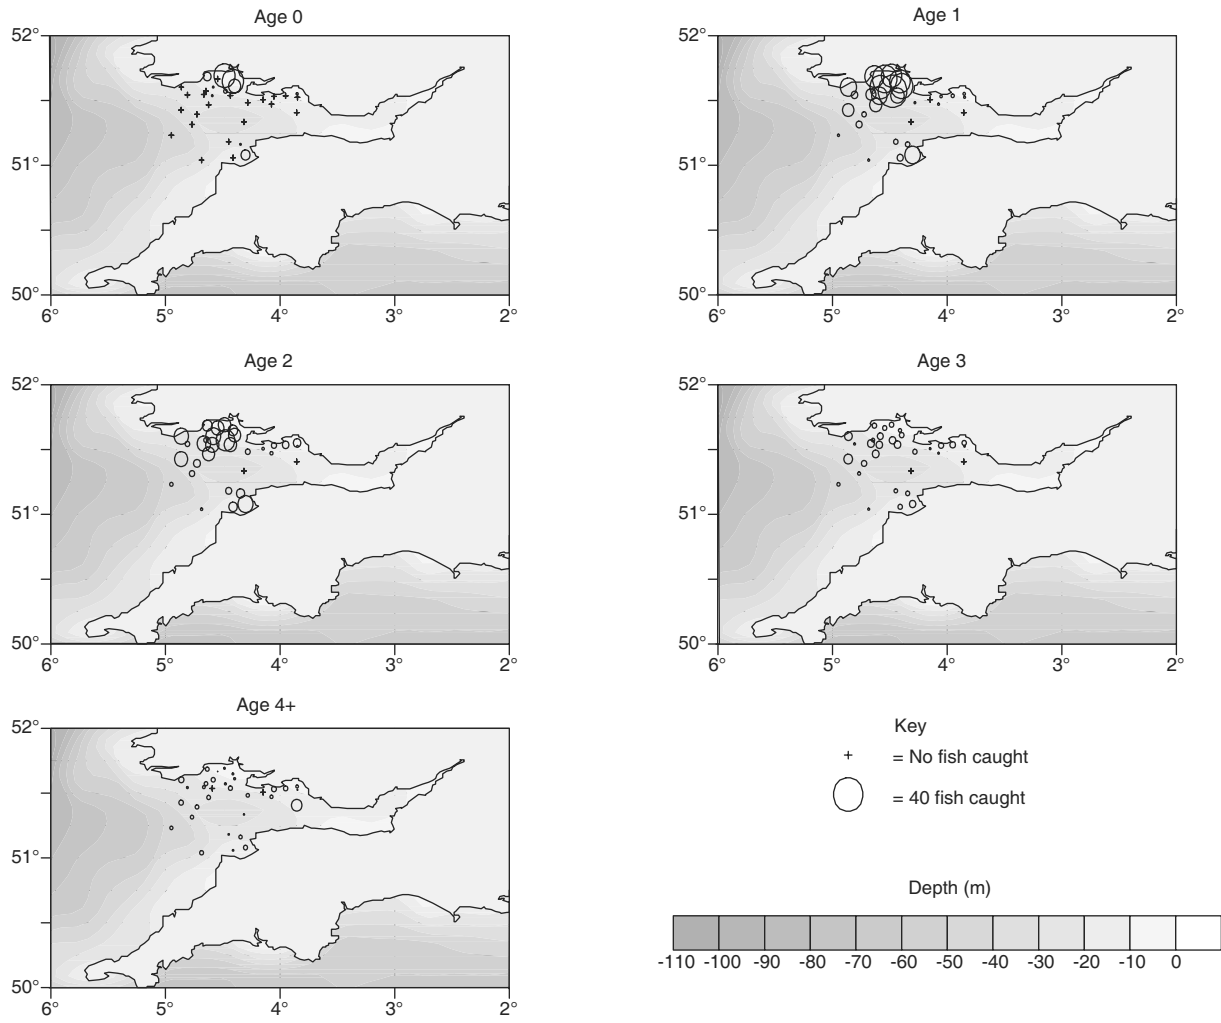 Age 0
52°
51°
50°
6° 5° 4° 3° 2°
Age 1
52°
51°
50°
6° 5° 4° 3° 2°
Age 2
52°
51°
50°
6° 5° 4° 3° 2°
Age 3
52°
51°
50°
6° 5° 4° 3° 2°
Age 4+
52°
51°
50°
6° 5° 4° 3° 2°
Key
+ = No fish caught
= 40 fish caught
Depth (m)
-110 -100 -90 -80 -70 -60 -50 -40 -30 -20 -10 0